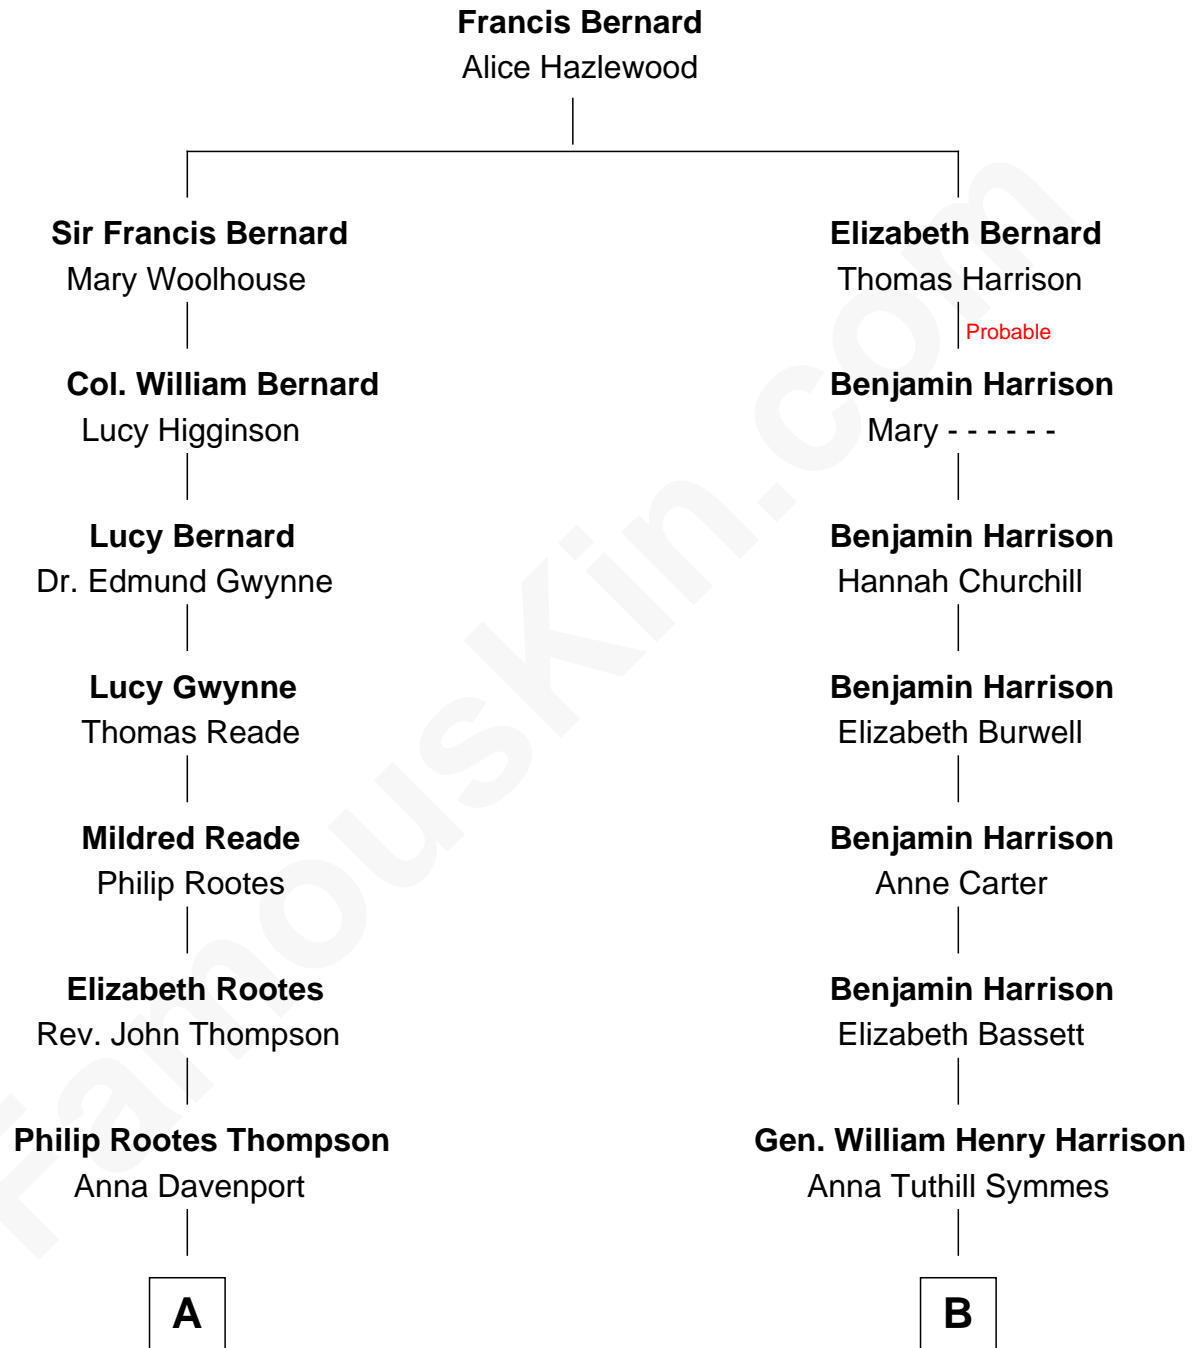 Francis Bernard
Alice Hazlewood
Sir Francis Bernard
Mary Woolhouse
Col. William Bernard
Lucy Higginson
Lucy Bernard
Dr. Edmund Gwynne
Lucy Gwynne
Thomas Reade
Mildred Reade
Philip Rootes
Elizabeth Rootes
Rev. John Thompson
Philip Rootes Thompson
Anna Davenport
A
Elizabeth Bernard
Thomas Harrison
Probable
Benjamin Harrison
Mary - - - - - -
Benjamin Harrison
Hannah Churchill
Benjamin Harrison
Elizabeth Burwell
Benjamin Harrison
Anne Carter
Benjamin Harrison
Elizabeth Bassett
Gen. William Henry Harrison
Anna Tuthill Symmes
B
FamousKin.com